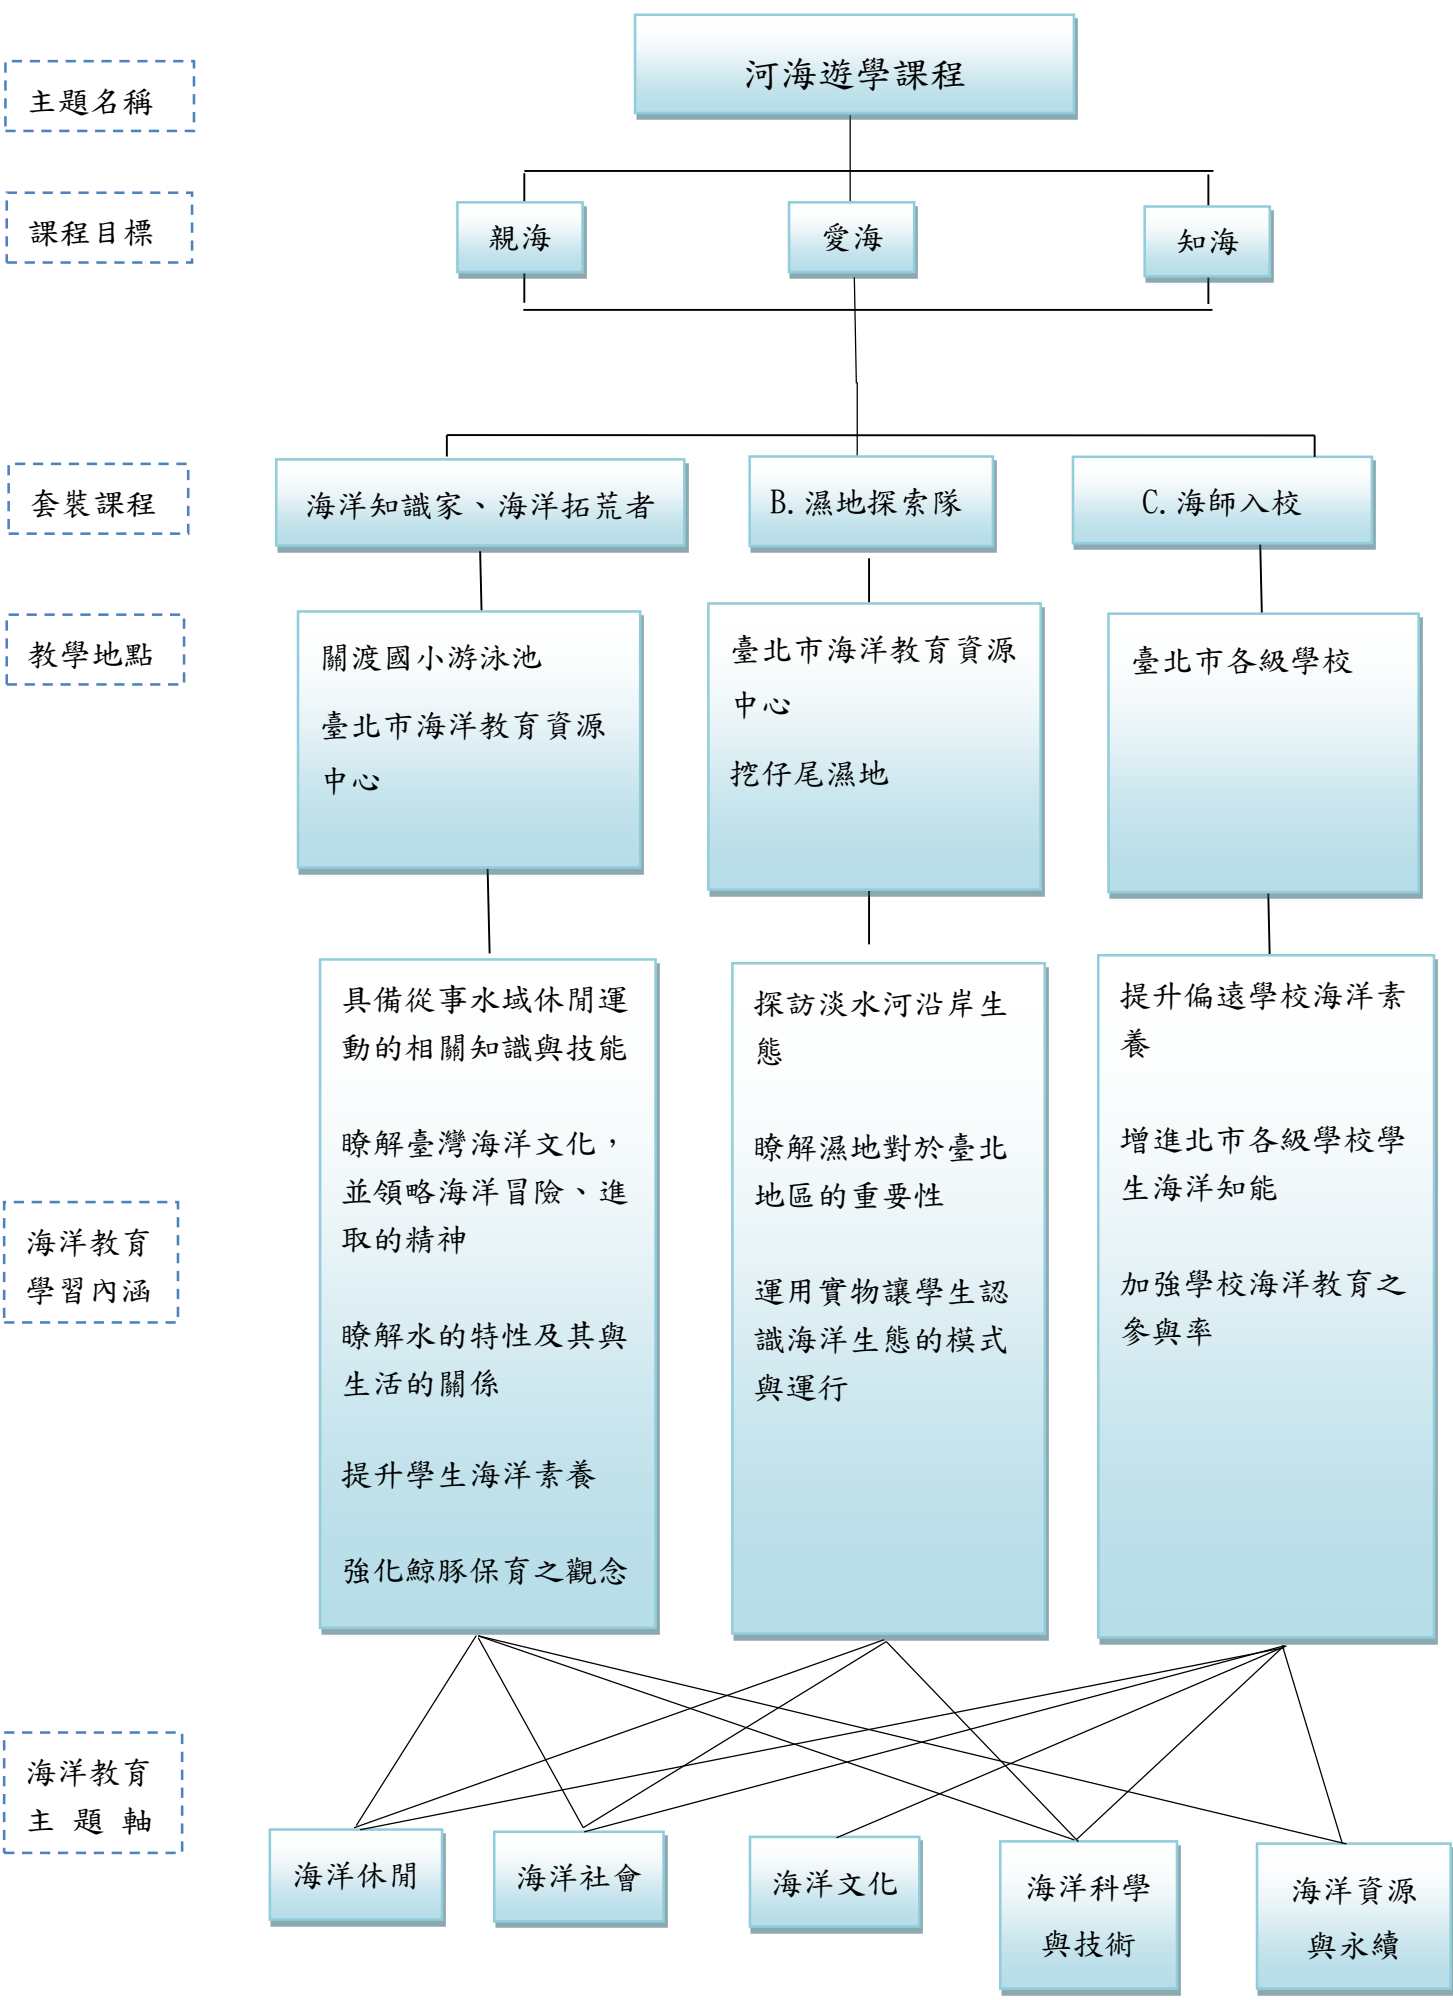 主題名稱
河海遊學課程
課程目標
親海
愛海
知海
套裝課程
海洋知識家、海洋拓荒者
B.濕地探索隊
C.海師入校
教學地點
關渡國小游泳池
臺北市海洋教育資源
中心
臺北市海洋教育資源
中心
挖仔尾濕地
臺北市各級學校
海洋教育
學習內涵
具備從事水域休閒運
動的相關知識與技能
瞭解臺灣海洋文化，
並領略海洋冒險、進
取的精神
瞭解水的特性及其與
生活的關係
提升學生海洋素養
強化鯨豚保育之觀念
探訪淡水河沿岸生
態
瞭解濕地對於臺北
地區的重要性
運用實物讓學生認
識海洋生態的模式
與運行
提升偏遠學校海洋素
養
增進北市各級學校學
生海洋知能
加強學校海洋教育之
參與率
海洋教育
主 題 軸
海洋休閒
海洋社會
海洋文化
海洋科學
與技術
海洋資源
與永續